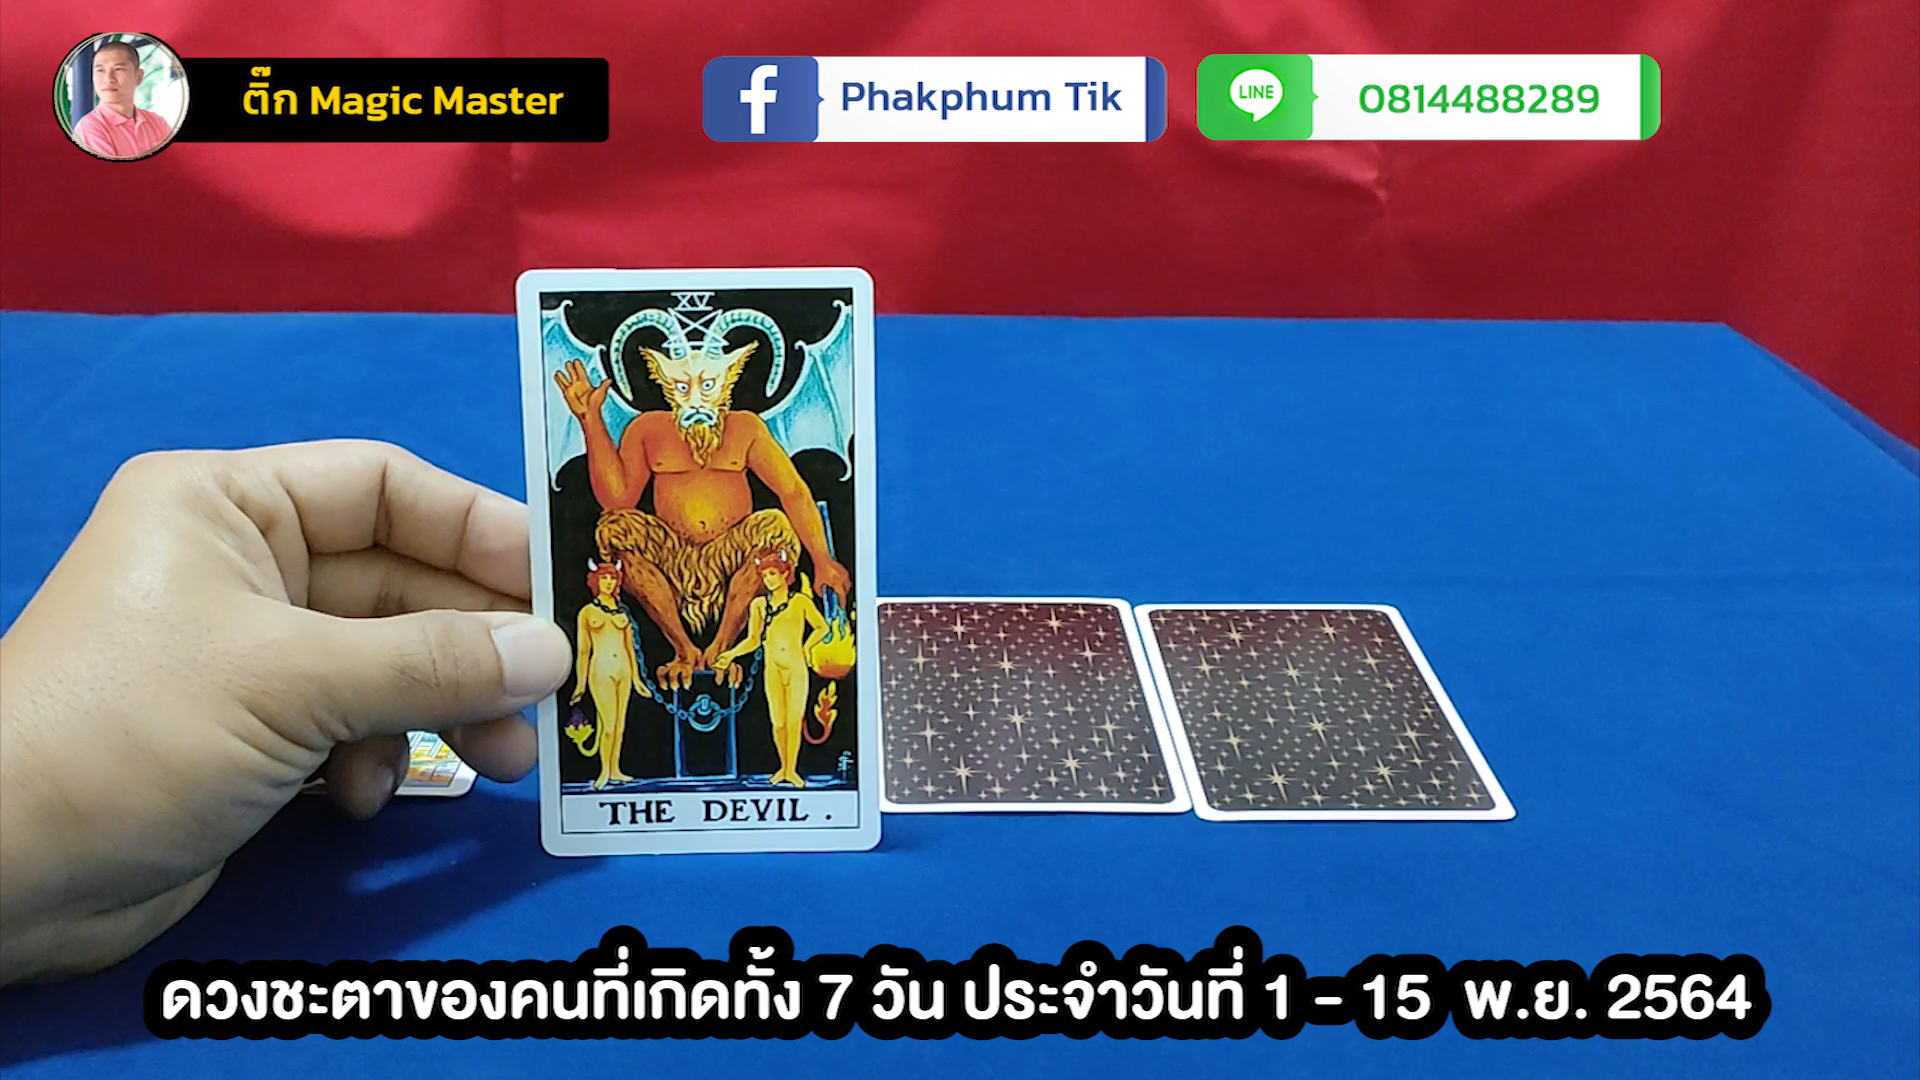 ติ๊ก Magic Master
f
Phakphum Tik
LINE
0814488289
XV
THE DEVIL .
ดวงชะตาของคนที่เกิดทั้ง 7 วัน ประจำวันที่ 1 - 15 พ.ย. 2564